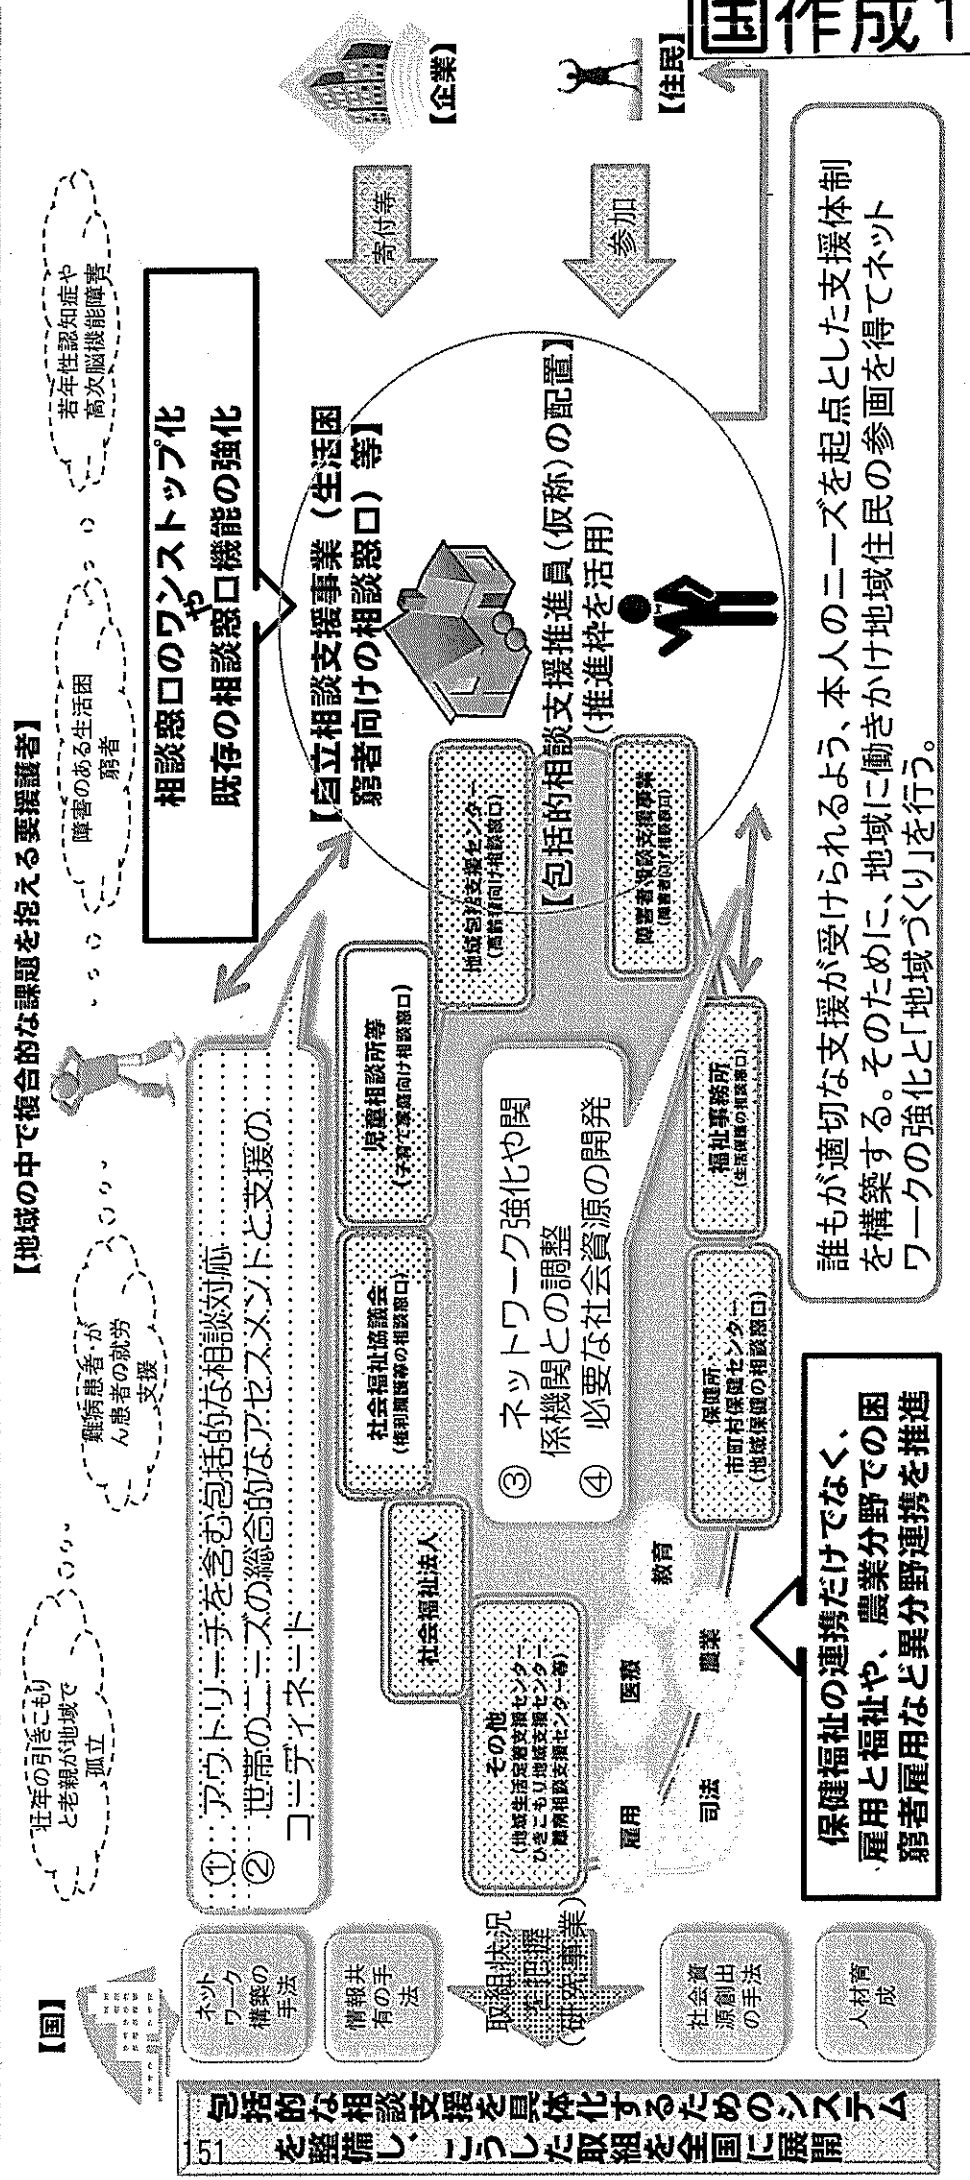 国作成1
【地域の中で複合的な課題を抱える要援護者】
【国】
壮年の引きこもり
と老親が地域で
孤立
難病患者・が
ん患者の就労
支援
障害のある生活困
窮者
若年性認知症や
高次脳機能障害
相談窓口のワンストップ化
や
既存の相談窓口機能の強化
① アウトリーチを含む包括的な相談対応
② 世帯のニーズの総合的なアセスメントと支援の
コーディネート
【自立相談支援事業（生活困
窮者向けの相談窓口）等】
【包括的相談支援推進員（仮称）の配置】
（推進枠を活用）
【企業】
寄付等
【住民】
参加
ネット
ワーク
構築の
手法
情報共
有の手
法
取組状況
を把握
（研究事業）
社会資
源創出
の手法
人材育
成
社会福祉法人
社会福祉協議会
（権利擁護等の相談窓口）
児童相談所等
（子育て家庭向け相談窓口）
地域包括支援センター
（高齢者向け相談窓口）
障害者相談支援事業
（障害者向け相談窓口）
福祉事務所
（生活保護の相談窓口）
保健所
市町村保健センター
（地域保健の相談窓口）
その他
（地域生活定着支援センター
ひきこもり地域支援センター
難病相談支援センター等）
③ ネットワーク強化や関
係機関との調整
④ 必要な社会資源の開発
雇用
医療
教育
司法
農業
保健福祉の連携だけでなく、
雇用と福祉や、農業分野での困
窮者雇用など異分野連携を推進
誰もが適切な支援が受けられるよう、本人のニーズを起点とした支援体制
を構築する。そのために、地域に働きかけ地域住民の参画を得てネット
ワークの強化と「地域づくり」を行う。
包括的な相談支援を具体化するためのシステム
を整備し、こうした取組を全国に展開
151